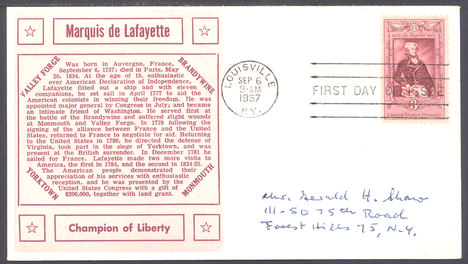 Marquis de Lafayette
VALLEY FORGE
BRANDYWINE
Was born in Auvergne, France,
September 6, 1757; died in Paris, May
20, 1834. At the age of 19, enthusiastic
over American Declaration of Independence,
Lafayette fitted out a ship and with eleven
companions, he set sail in April 1777 to aid the
American colonists in winning their freedom. He was
appointed major general by Congress in July; and became
an intimate friend of Washington. He served first at
the battle of the Brandywine and suffered slight wounds
at Monmouth and Valley Forge. In 1779 following the
signing of the alliance between France and the United
States, returned to France to negotiate for aid. Returning
to the United States in 1780, he directed the defense of
Virginia, took part in the siege of Yorktown, and was
present at the British surrender. In December 1781 he
sailed for France. Lafayette made two more visits to
America, the first in 1784, and the second in 1824-25.
The American people demonstrated their
appreciation of his services with enthusiastic
reception, and he was presented by the
United States Congress with a gift of
$200,000, together with land grant.
YORKTOWN
MONMOUTH
Champion of Liberty
LOUISVILLE
SEP 6
9-AM
1957
KY.
FIRST DAY OF ISSUE
3¢
United States Postage
Mr. Gerald H. Shaw
111-50 75th Road
Forest Hills 75, N.Y.